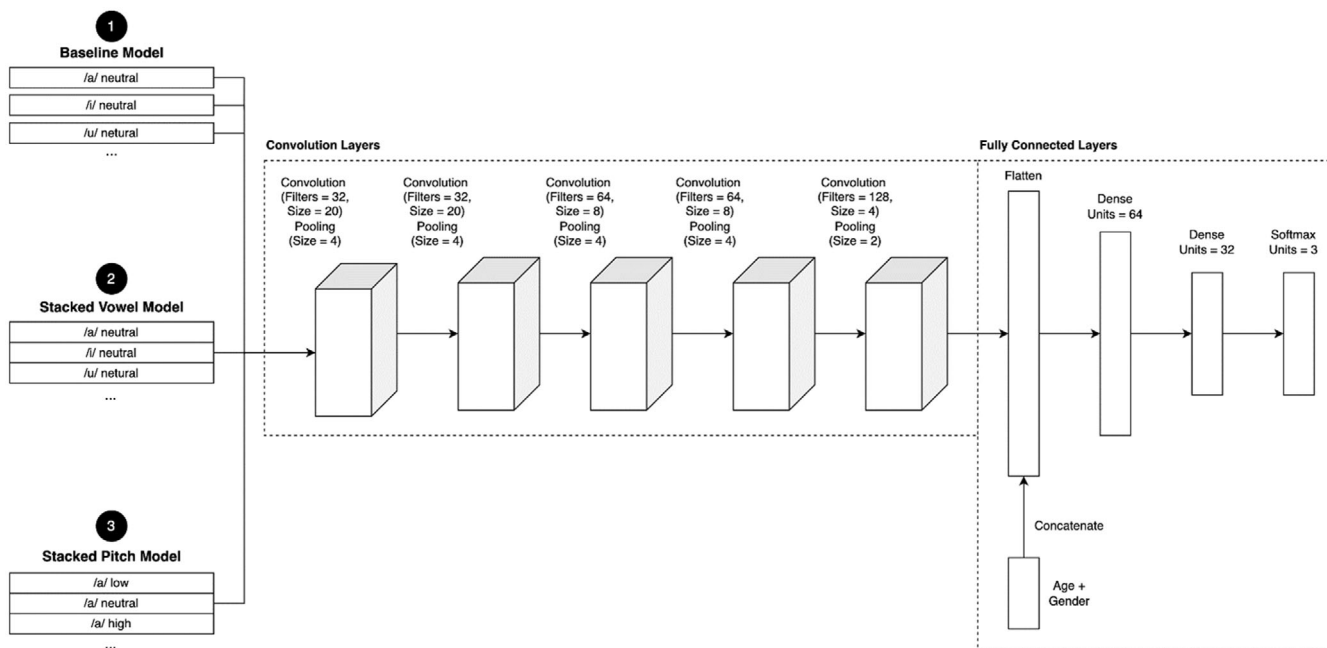 1
Baseline Model
/a/ neutral
/i/ neutral
/u/ netural
...
2
Stacked Vowel Model
/a/ neutral
/i/ neutral
/u/ netural
...
3
Stacked Pitch Model
/a/ low
/a/ neutral
/a/ high
...
Convolution Layers
Convolution
(Filters = 32,
Size = 20)
Pooling
(Size = 4)
Convolution
(Filters = 32,
Size = 20)
Pooling
(Size = 4)
Convolution
(Filters = 64,
Size = 8)
Pooling
(Size = 4)
Convolution
(Filters = 64,
Size = 8)
Pooling
(Size = 4)
Convolution
(Filters = 128,
Size = 4)
Pooling
(Size = 2)
Fully Connected Layers
Flatten
Dense
Units = 64
Dense
Units = 32
Softmax
Units = 3
Concatenate
Age +
Gender